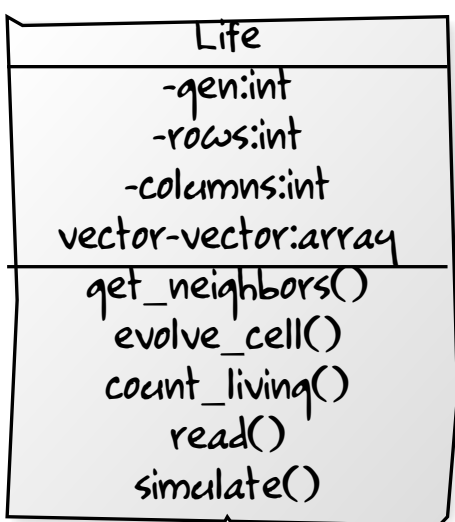 Life
-gen:int
-rows:int
-columns:int
vector-vector:array
get_neighbors()
evolve_cell()
count_living()
read()
simulate()